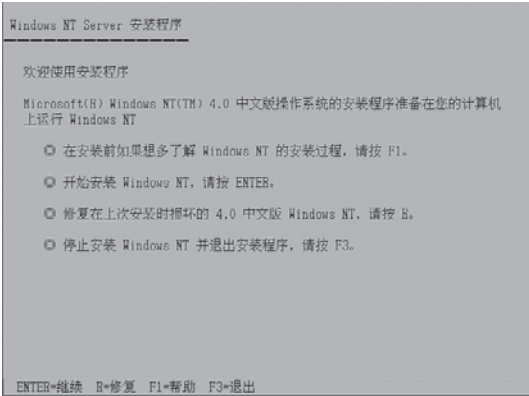 Windows NT Server 安装程序
欢迎使用安装程序
Microsoft(R) Windows NT(TM) 4.0 中文版操作系统的安装程序准备在您的计算机
上运行 Windows NT
◎ 在安装前如果想多了解 Windows NT 的安装过程，请按 F1。
◎ 开始安装 Windows NT，请按 ENTER。
◎ 修复在上次安装时损坏的 4.0 中文版 Windows NT. 请按 R。
◎ 停止安装 Windows NT 并退出安装程序，请按 F3。
ENTER=继续 R=修复 F1=帮助 F3=退出